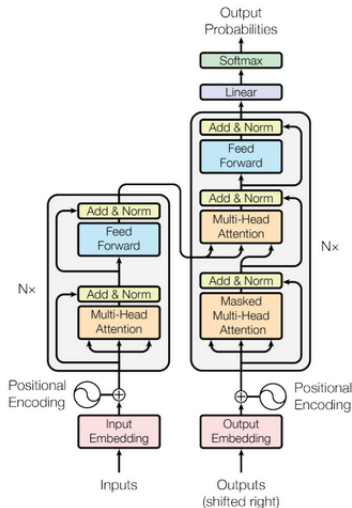 Output
Probabilities
Softmax
Linear
Add & Norm
Feed
Forward
Add & Norm
Multi-Head
Attention
Add & Norm
Masked
Multi-Head
Attention
Nx
Add & Norm
Feed
Forward
Add & Norm
Multi-Head
Attention
Nx
Positional
Encoding
Positional
Encoding
Input
Embedding
Output
Embedding
Inputs
Outputs
(shifted right)